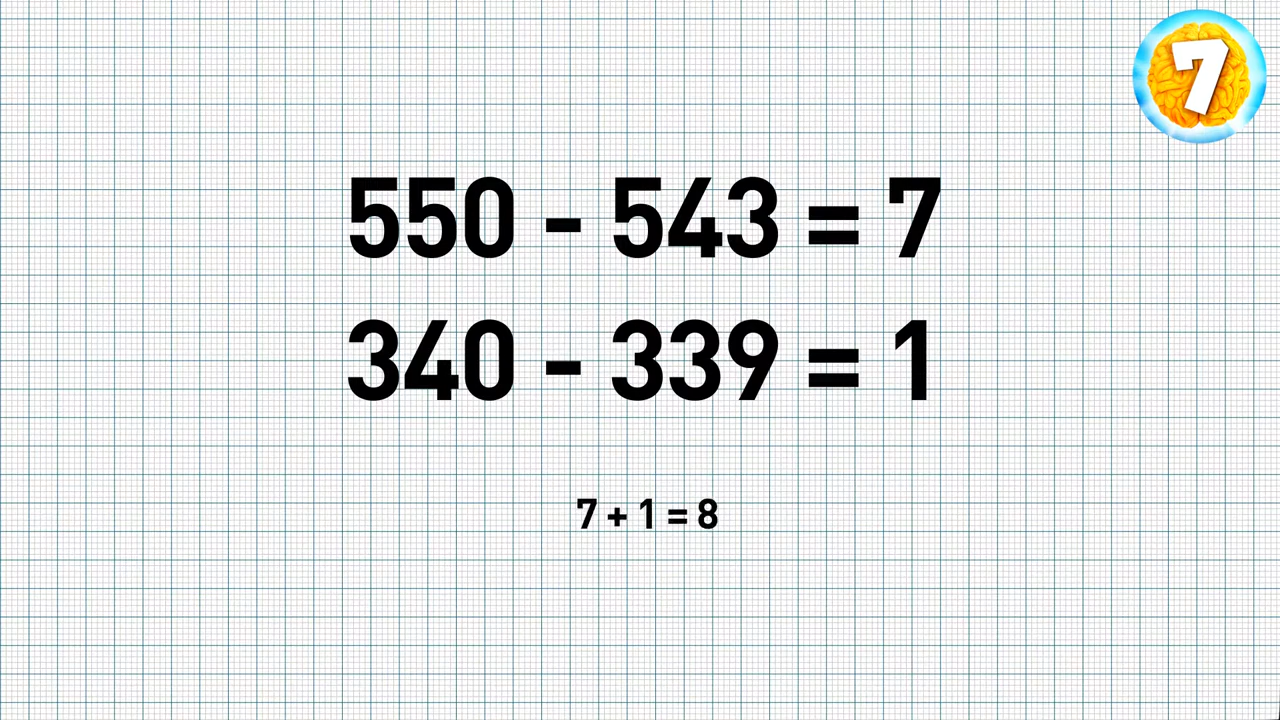 7
550 - 543 = 7
340 - 339 = 1
7 + 1 = 8